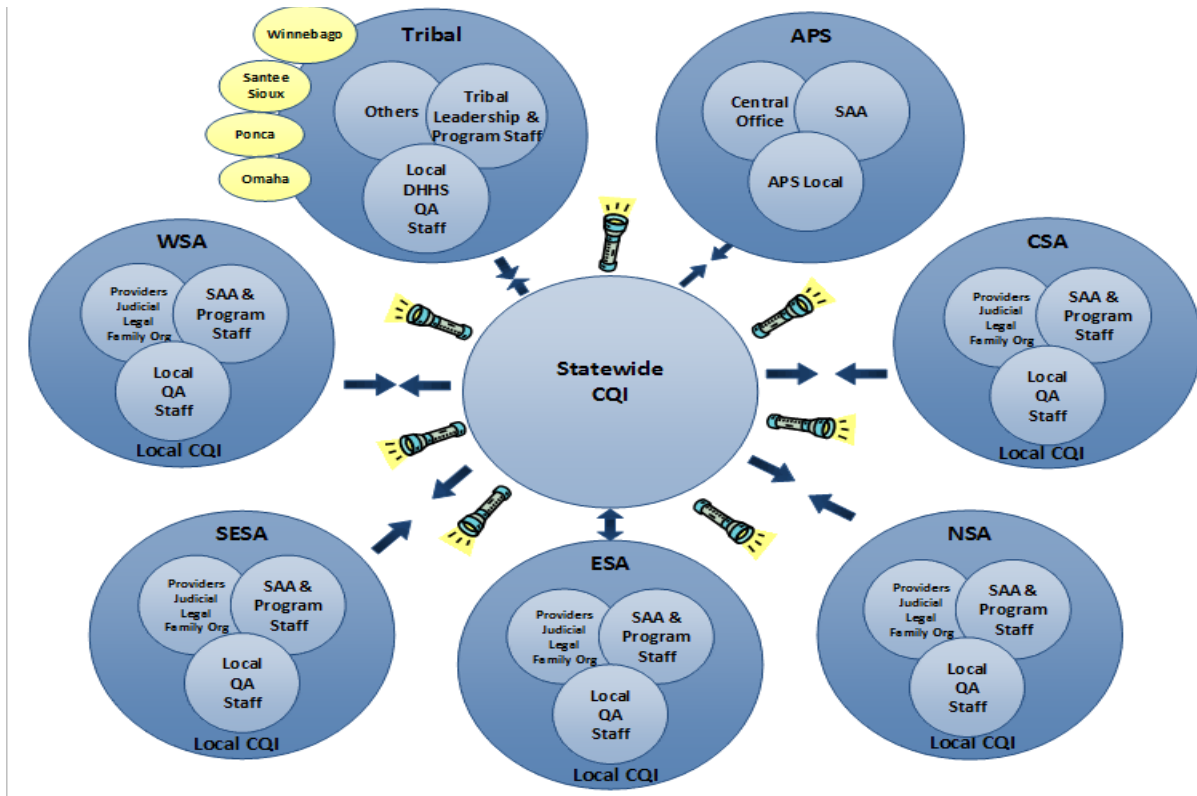 Winnebago
Santee
Sioux
Ponca
Omaha
Tribal
Others
Tribal
Leadership &
Program Staff
Local
DHHS
QA
Staff
APS
Central
Office
SAA
APS Local
WSA
Providers
Judicial
Legal
Family Org
SAA &
Program
Staff
Local
QA
Staff
Local CQI
Statewide
CQI
CSA
Providers
Judicial
Legal
Family Org
SAA &
Program
Staff
Local
QA
Staff
Local CQI
SESA
Providers
Judicial
Legal
Family Org
SAA &
Program
Staff
Local
QA
Staff
Local CQI
ESA
Providers
Judicial
Legal
Family Org
SAA &
Program
Staff
Local
QA
Staff
Local CQI
NSA
Providers
Judicial
Legal
Family Org
SAA &
Program
Staff
Local
QA
Staff
Local CQI